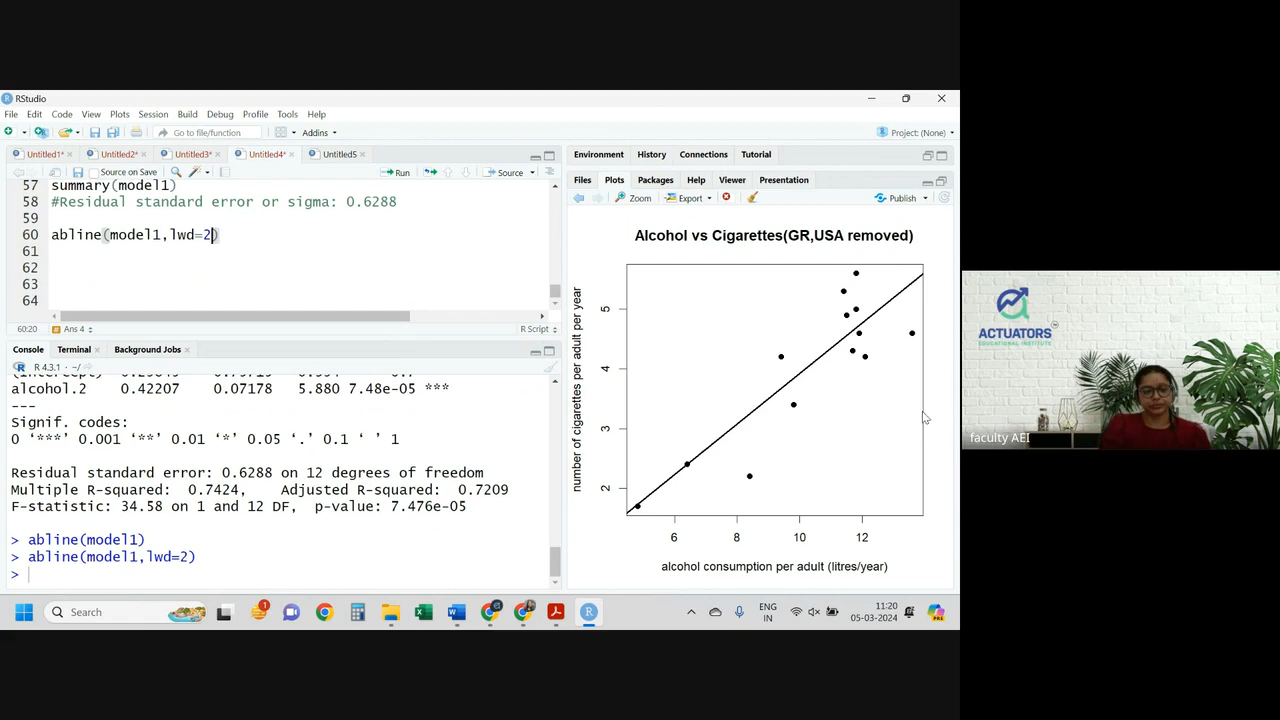 RStudio
File Edit Code View Plots Session Build Debug Profile Tools Help
Go to file/function Addins Project: (None)
Untitled1* Untitled2* Untitled3* Untitled4* Untitled5
Source on Save Run Source
57 summary(model1)
58 #Residual standard error or sigma: 0.6288
59
60 abline(model1,lwd=2)
61
62
63
64
60:20 Ans 4 R Script
Console Terminal Background Jobs
R 4.3.1 · ~/
alcohol.2 0.42207 0.07178 5.880 7.48e-05 ***
---
Signif. codes:
0 ‘***’ 0.001 ‘**’ 0.01 ‘*’ 0.05 ‘.’ 0.1 ‘ ’ 1
Residual standard error: 0.6288 on 12 degrees of freedom
Multiple R-squared: 0.7424, Adjusted R-squared: 0.7209
F-statistic: 34.58 on 1 and 12 DF, p-value: 7.476e-05
> abline(model1)
> abline(model1,lwd=2)
>
Environment History Connections Tutorial
Files Plots Packages Help Viewer Presentation
Zoom Export Publish
Alcohol vs Cigarettes(GR,USA removed)
number of cigarettes per adult per year
5
4
3
2
6 8 10 12
alcohol consumption per adult (litres/year)
ACTUATORS
EDUCATIONAL INSTITUTE
faculty AEI
Search
1
ENG
IN
11:20
05-03-2024